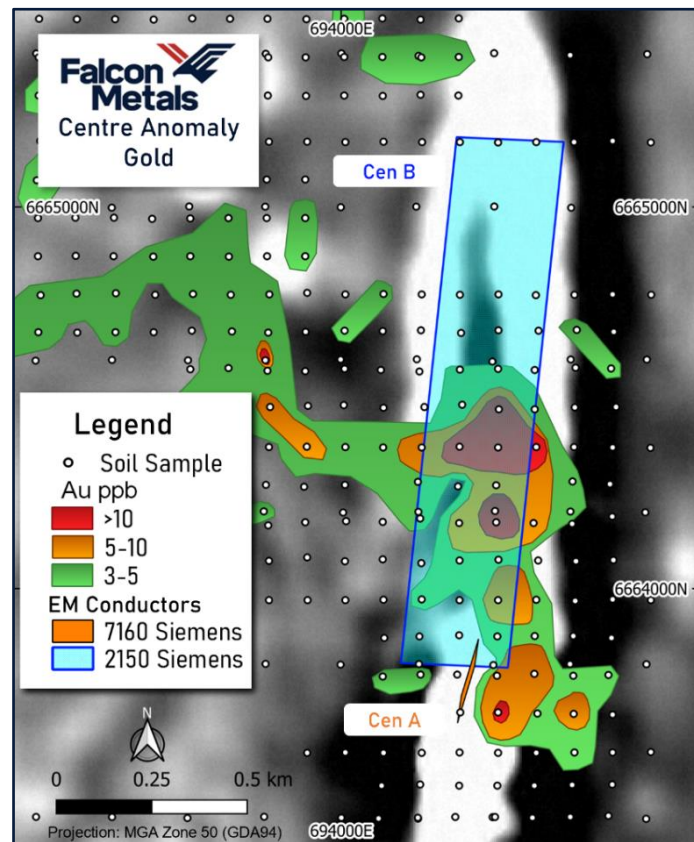 694000E
Falcon
Metals
Centre Anomaly
Gold
Cen B
6665000N
6665000N
Legend
Soil Sample
Au ppb
>10
5-10
3-5
EM Conductors
7160 Siemens
2150 Siemens
6664000N
Cen A
N
0
0.25
0.5 km
Projection: MGA Zone 50 (GDA94)
694000E